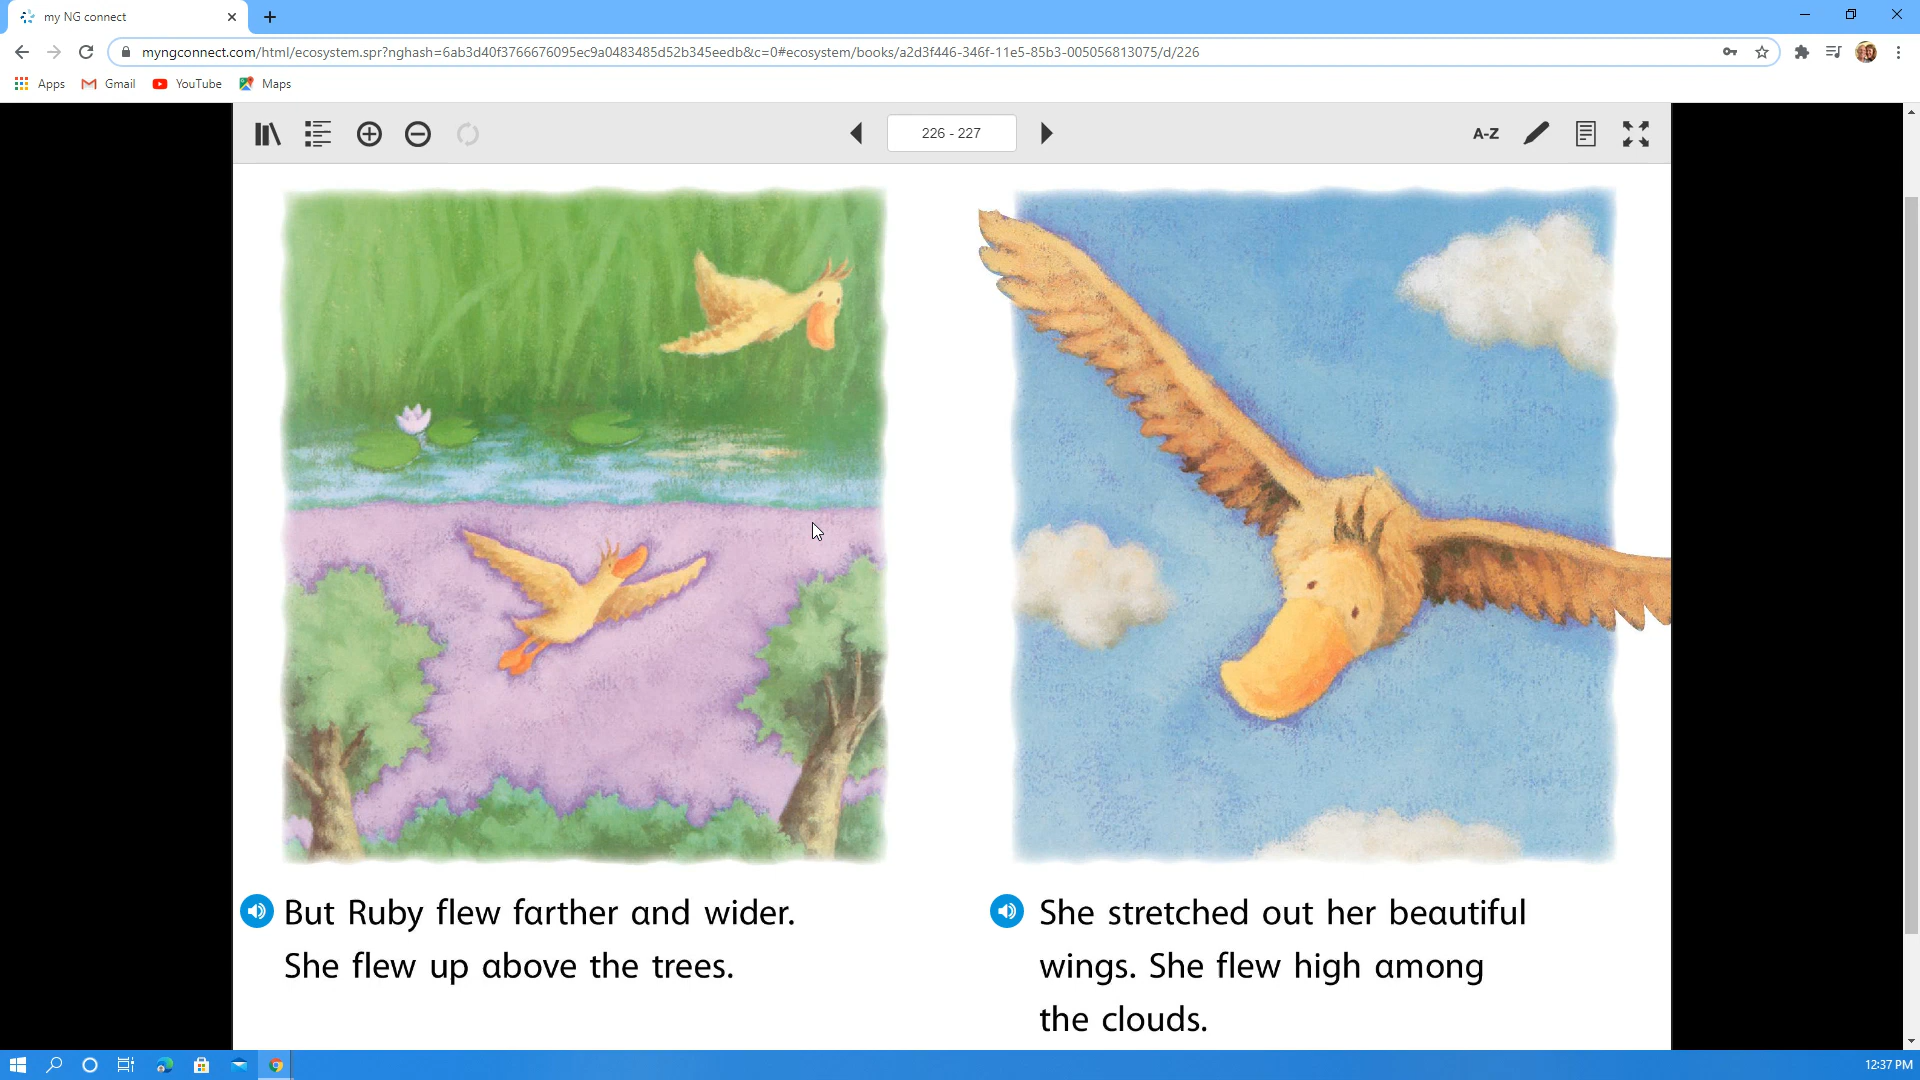 my NG connect
myngconnect.com/html/ecosystem.spr?nghash=6ab3d40f3766676095ec9a0483485d52b345eedb&c=0#ecosystem/books/a2d3f446-346f-11e5-85b3-005056813075/d/226
Apps Gmail YouTube Maps
226 - 227
A-Z
But Ruby flew farther and wider.
She flew up above the trees.
She stretched out her beautiful
wings. She flew high among
the clouds.
12:37 PM